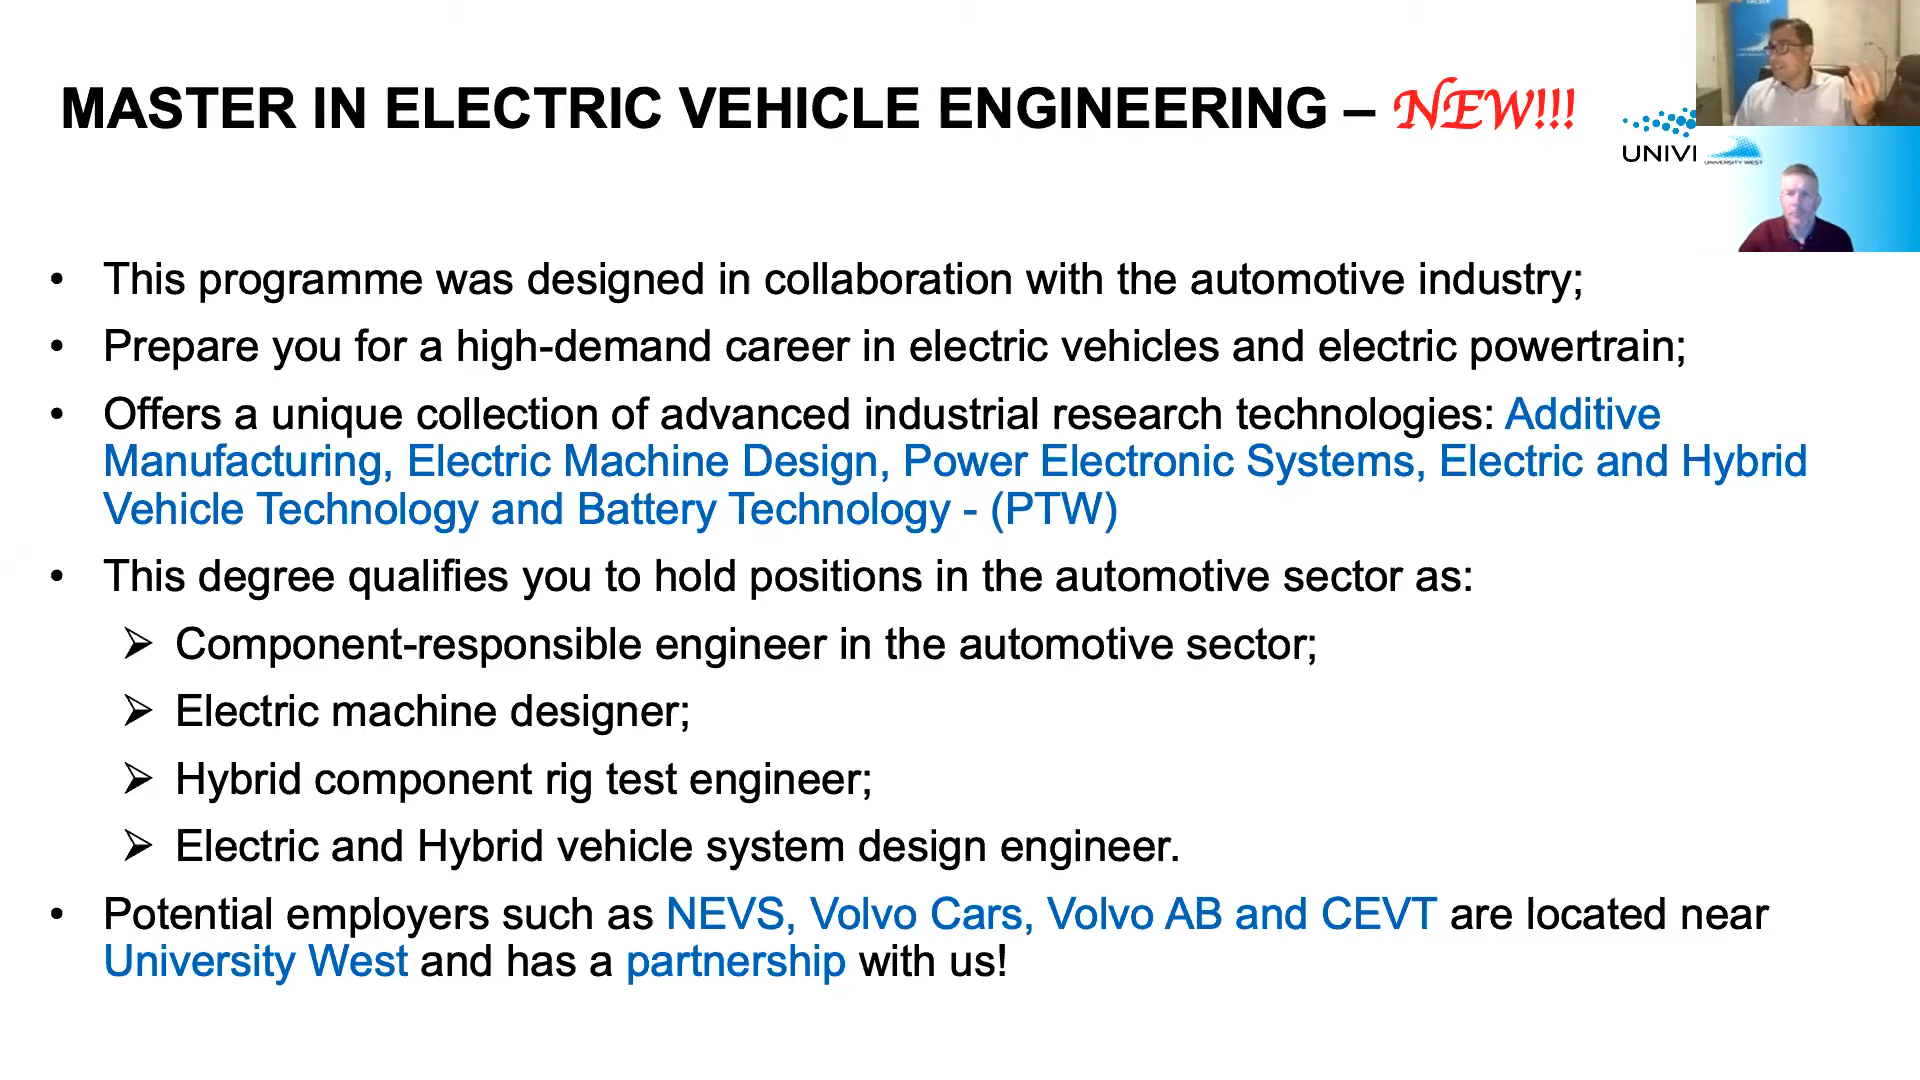 MASTER IN ELECTRIC VEHICLE ENGINEERING – NEW!!!
UNIVI
UNIVERSITY WEST
• This programme was designed in collaboration with the automotive industry;
• Prepare you for a high-demand career in electric vehicles and electric powertrain;
• Offers a unique collection of advanced industrial research technologies: Additive
Manufacturing, Electric Machine Design, Power Electronic Systems, Electric and Hybrid
Vehicle Technology and Battery Technology - (PTW)
• This degree qualifies you to hold positions in the automotive sector as:
➢ Component-responsible engineer in the automotive sector;
➢ Electric machine designer;
➢ Hybrid component rig test engineer;
➢ Electric and Hybrid vehicle system design engineer.
• Potential employers such as NEVS, Volvo Cars, Volvo AB and CEVT are located near
University West and has a partnership with us!